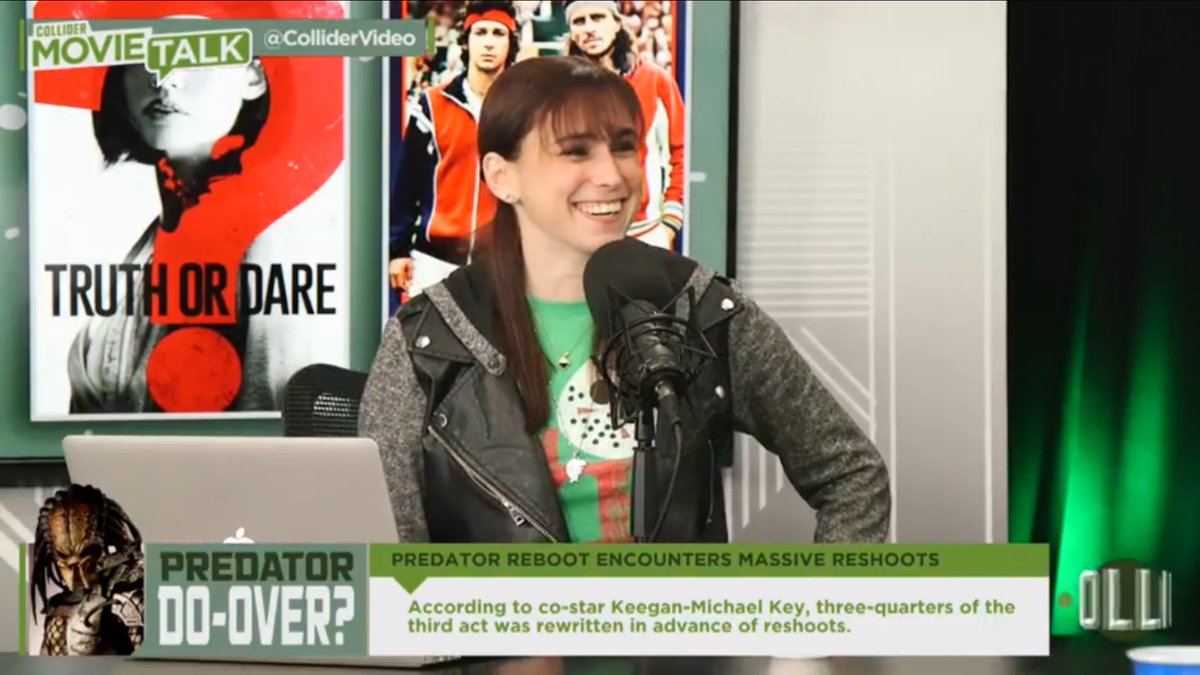 COLLIDER
MOVIE TALK
@ColliderVideo
TRUTH OR DARE
PREDATOR
DO-OVER?
PREDATOR REBOOT ENCOUNTERS MASSIVE RESHOOTS
According to co-star Keegan-Michael Key, three-quarters of the
third act was rewritten in advance of reshoots.
OLLI